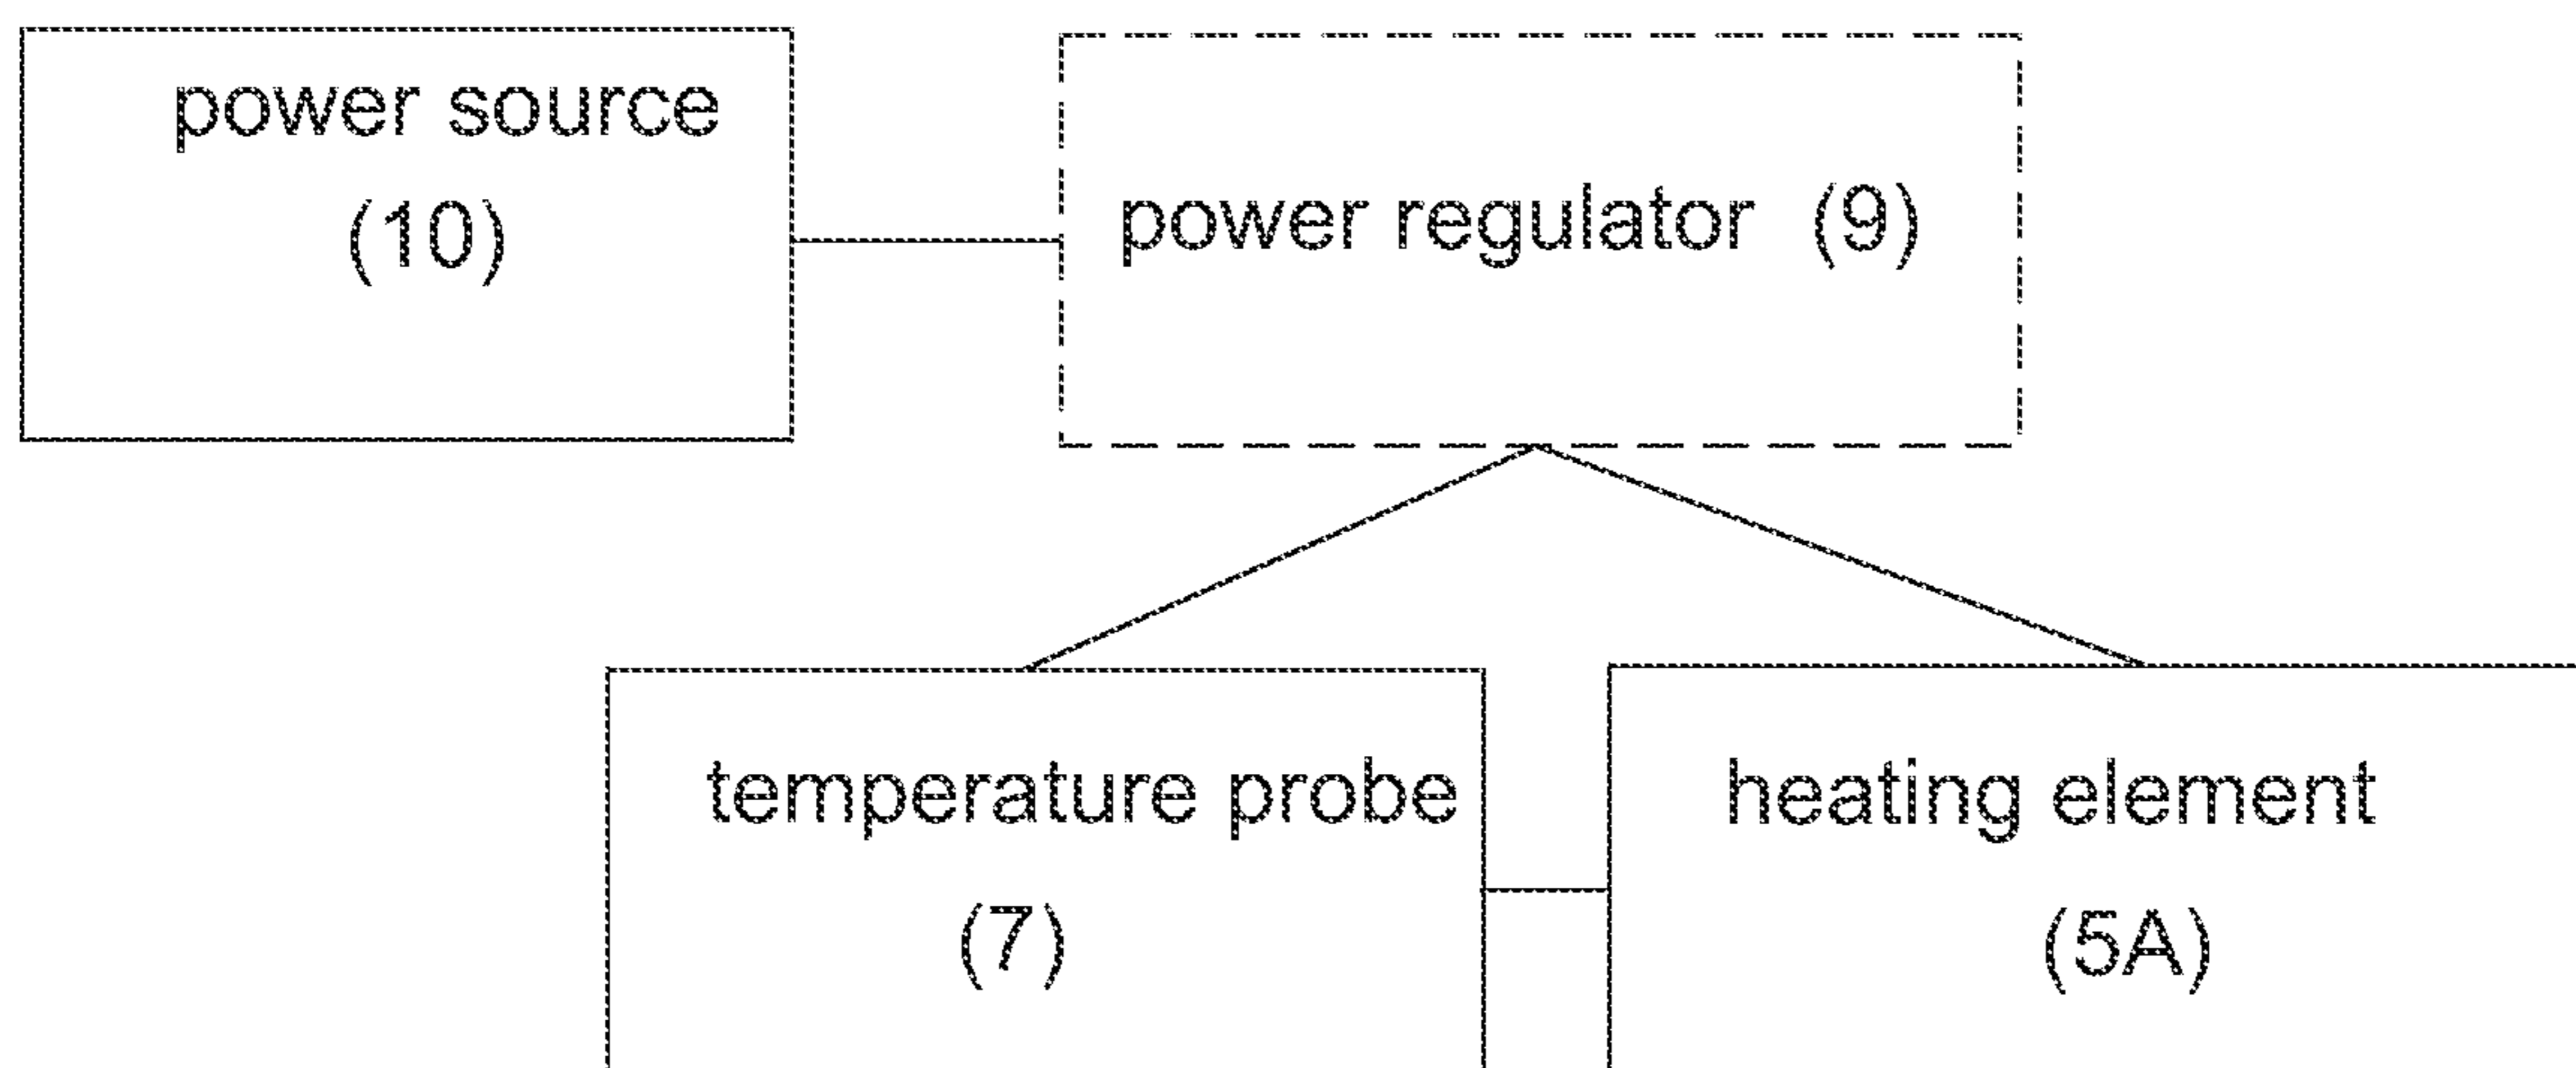 power source
(10)
power regulator (9)
temperature probe
(7)
heating element
(5A)